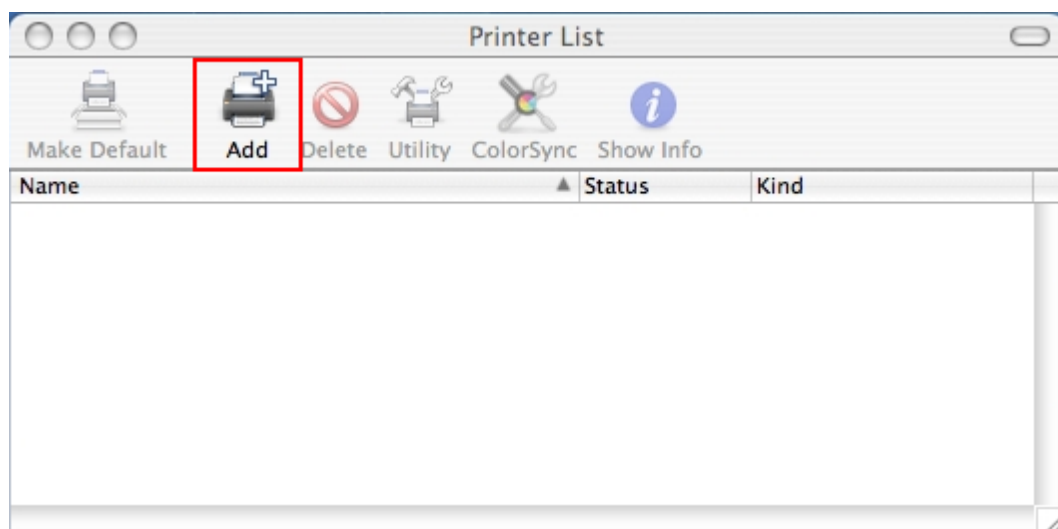 Printer List
Make Default Add Delete Utility ColorSync Show Info
Name Status Kind